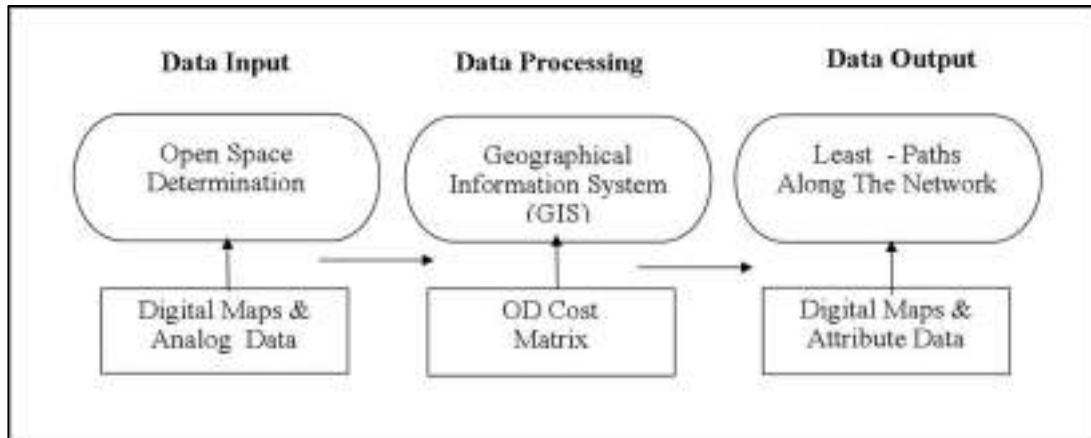 Data Input
Data Processing
Data Output
Open Space
Determination
Geographical
Information System
(GIS)
Least - Paths
Along The Network
Digital Maps &
Analog Data
OD Cost
Matrix
Digital Maps &
Attribute Data